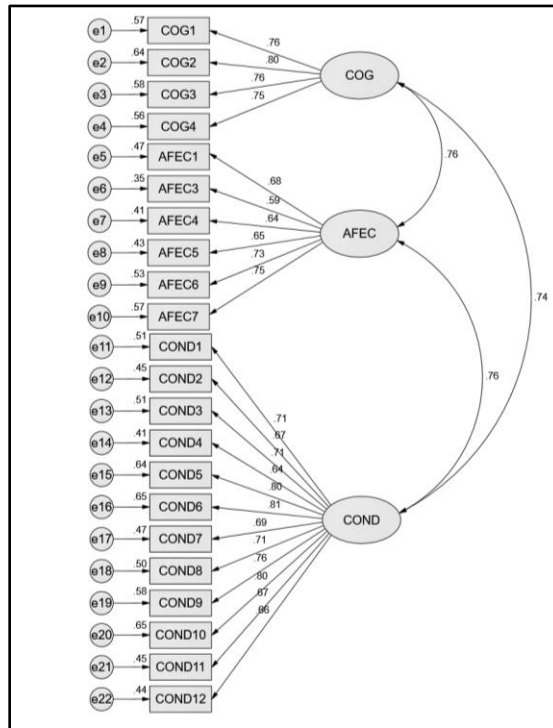 e1 .57 COG1
.76
e2 .64 COG2
.80
COG
e3 .58 COG3
.76
e4 .56 COG4
.75
e5 .47 AFEC1
.76
e6 .35 AFEC3
.68
e7 .41 AFEC4
.59
.64
AFEC
e8 .43 AFEC5
.65
e9 .53 AFEC6
.73
e10 .57 AFEC7
.75
.74
e11 .51 COND1
e12 .45 COND2
.76
e13 .51 COND3
.71
e14 .41 COND4
.67
.71
e15 .64 COND5
.64
.80
e16 .65 COND6
.81
COND
e17 .47 COND7
.69
e18 .50 COND8
.71
.76
e19 .58 COND9
.80
e20 .65 COND10
.67
.66
e21 .45 COND11
e22 .44 COND12